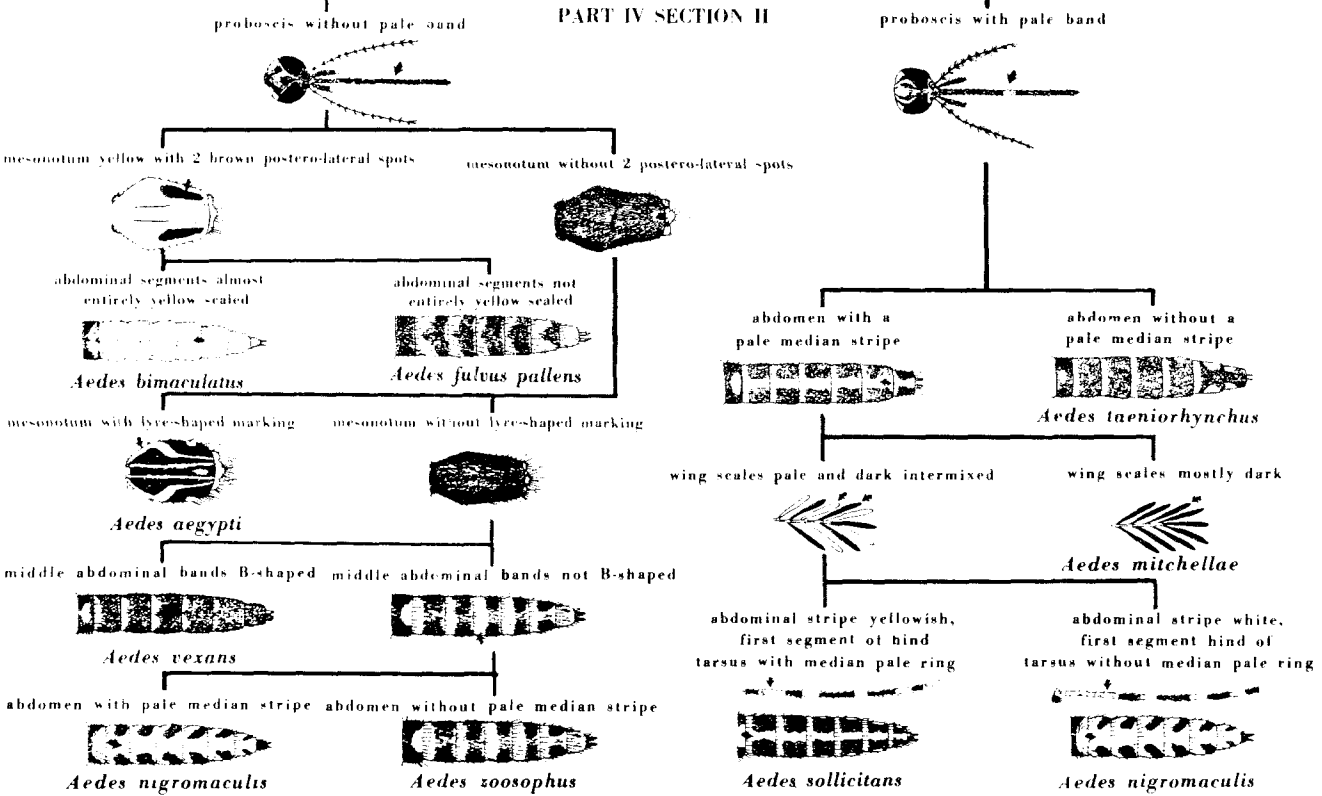 PART IV SECTION II
proboscis without pale band
proboscis with pale band
mesonotum yellow with 2 brown postero-lateral spots
mesonotum without 2 postero-lateral spots
abdominal segments almost
entirely yellow scaled
abdominal segments not
entirely yellow scaled
Aedes bimaculatus
Aedes fulvus pallens
mesonotum with lyre-shaped marking
mesonotum without lyre-shaped marking
Aedes aegypti
middle abdominal bands B-shaped
middle abdominal bands not B-shaped
Aedes vexans
abdomen with pale median stripe
abdomen without pale median stripe
Aedes nigromaculis
Aedes zoosophus
abdomen with a
pale median stripe
abdomen without a
pale median stripe
Aedes taeniorhynchus
wing scales pale and dark intermixed
wing scales mostly dark
Aedes mitchellae
abdominal stripe yellowish,
first segment of hind
tarsus with median pale ring
abdominal stripe white,
first segment hind of
tarsus without median pale ring
Aedes sollicitans
Aedes nigromaculis